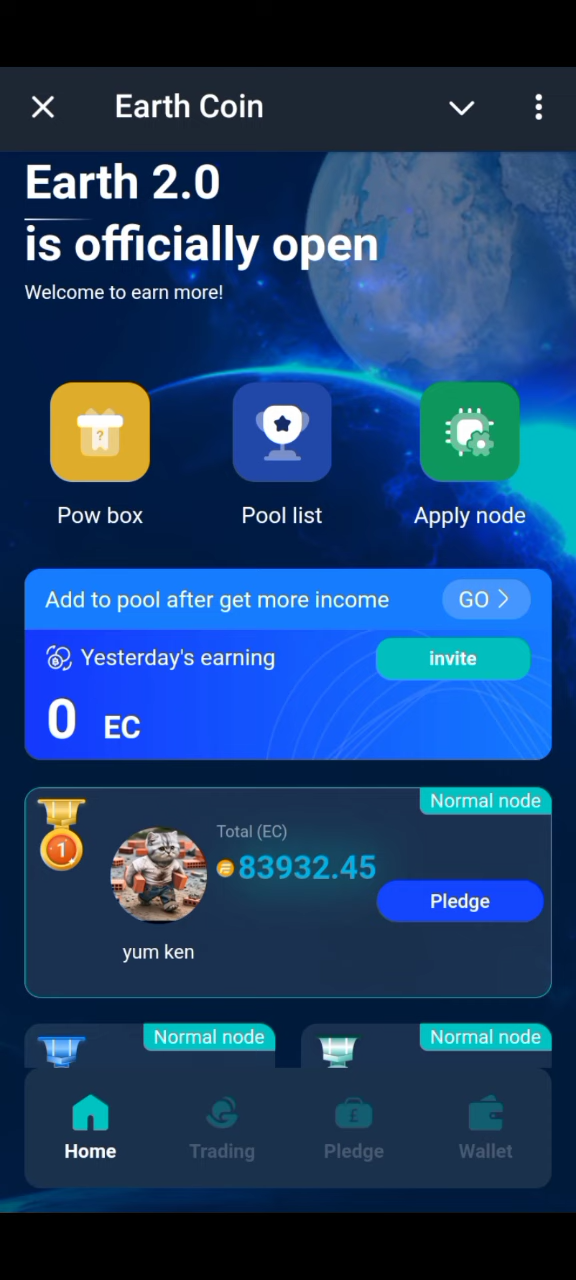 Earth Coin
Earth 2.0
is officially open
Welcome to earn more!
?
Pow box
Pool list
Apply node
Add to pool after get more income
GO
Yesterday's earning
invite
0 EC
Normal node
1
Total (EC)
83932.45
Pledge
yum ken
Normal node
Normal node
£
Home
Trading
Pledge
Wallet